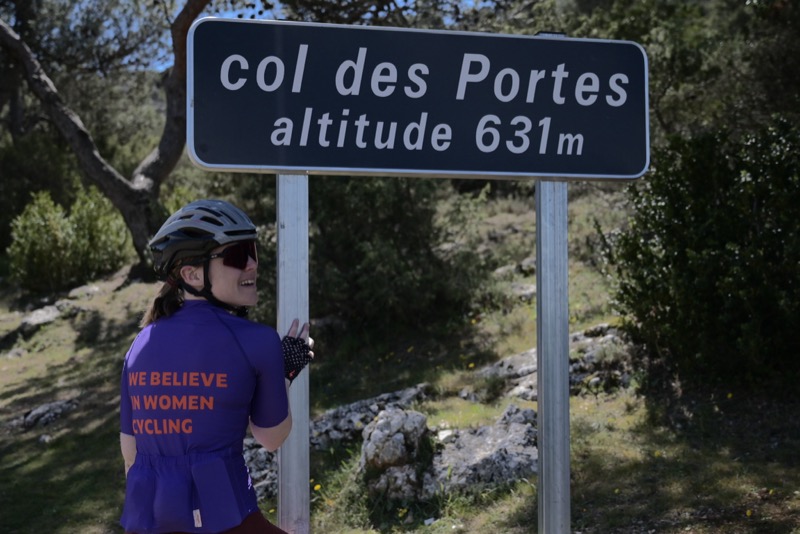 col des Portes
altitude 631m
WE BELIEVE
IN WOMEN
CYCLING